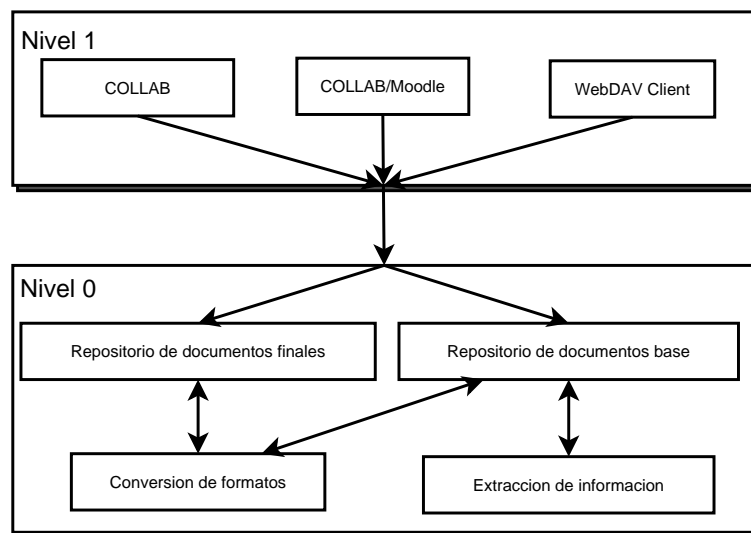 Nivel 1
COLLAB
COLLAB/Moodle
WebDAV Client
Nivel 0
Repositorio de documentos finales
Repositorio de documentos base
Conversion de formatos
Extraccion de informacion